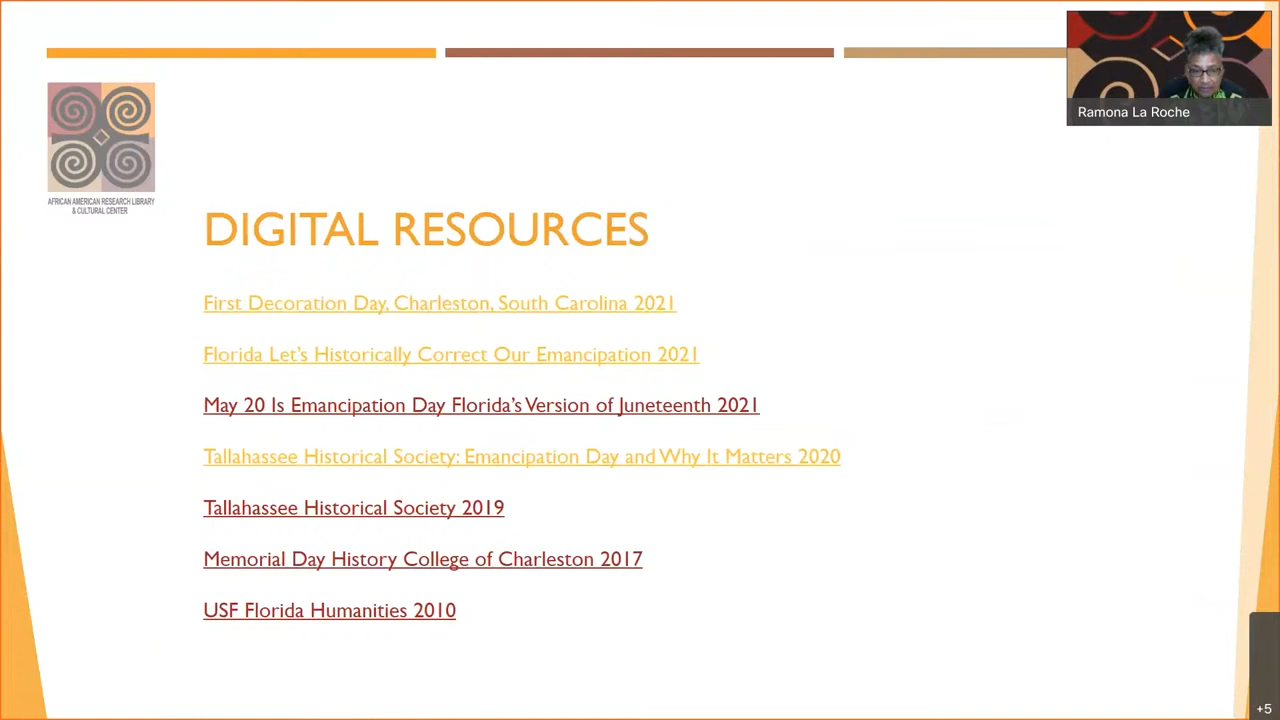 Ramona La Roche
AFRICAN AMERICAN RESEARCH LIBRARY
& CULTURAL CENTER
DIGITAL RESOURCES
First Decoration Day, Charleston, South Carolina 2021
Florida Let's Historically Correct Our Emancipation 2021
May 20 Is Emancipation Day Florida's Version of Juneteenth 2021
Tallahassee Historical Society: Emancipation Day and Why It Matters 2020
Tallahassee Historical Society 2019
Memorial Day History College of Charleston 2017
USF Florida Humanities 2010
+5